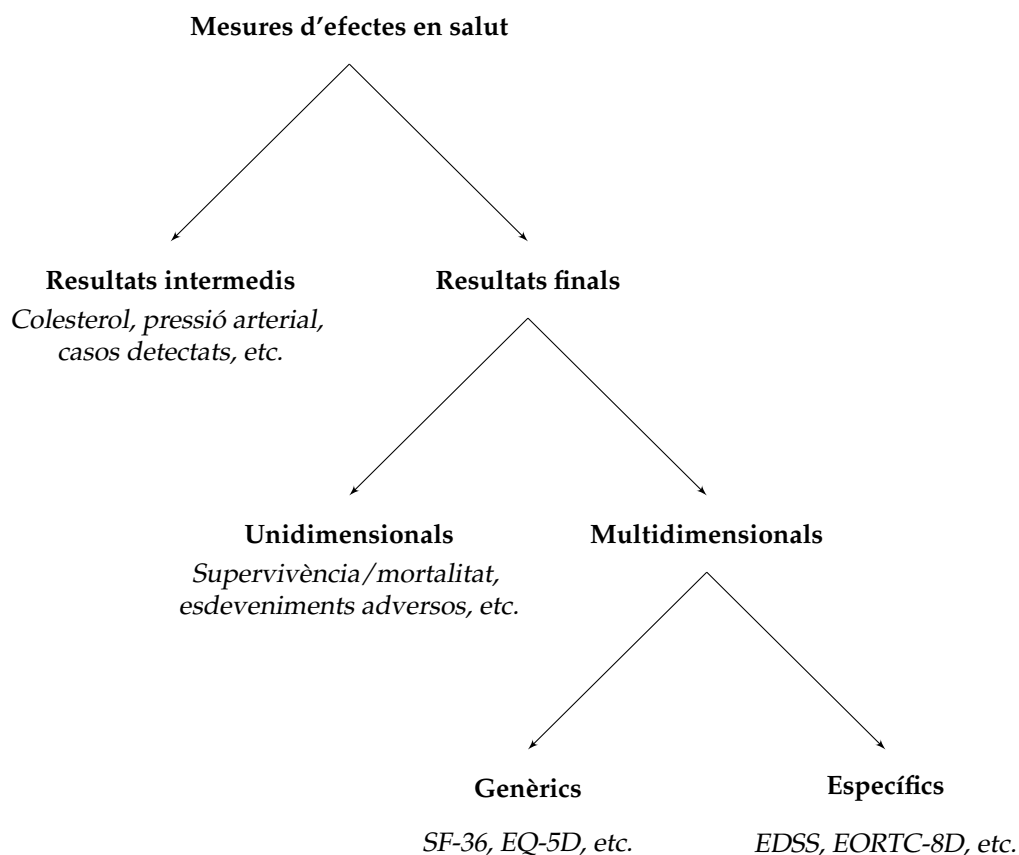 Mesures d'efectes en salut
Resultats intermedis
Colesterol, pressió arterial,
casos detectats, etc.
Resultats finals
Unidimensionals
Supervivència/mortalitat,
esdeveniments adversos, etc.
Multidimensionals
Genèrics
SF-36, EQ-5D, etc.
Específics
EDSS, EORTC-8D, etc.